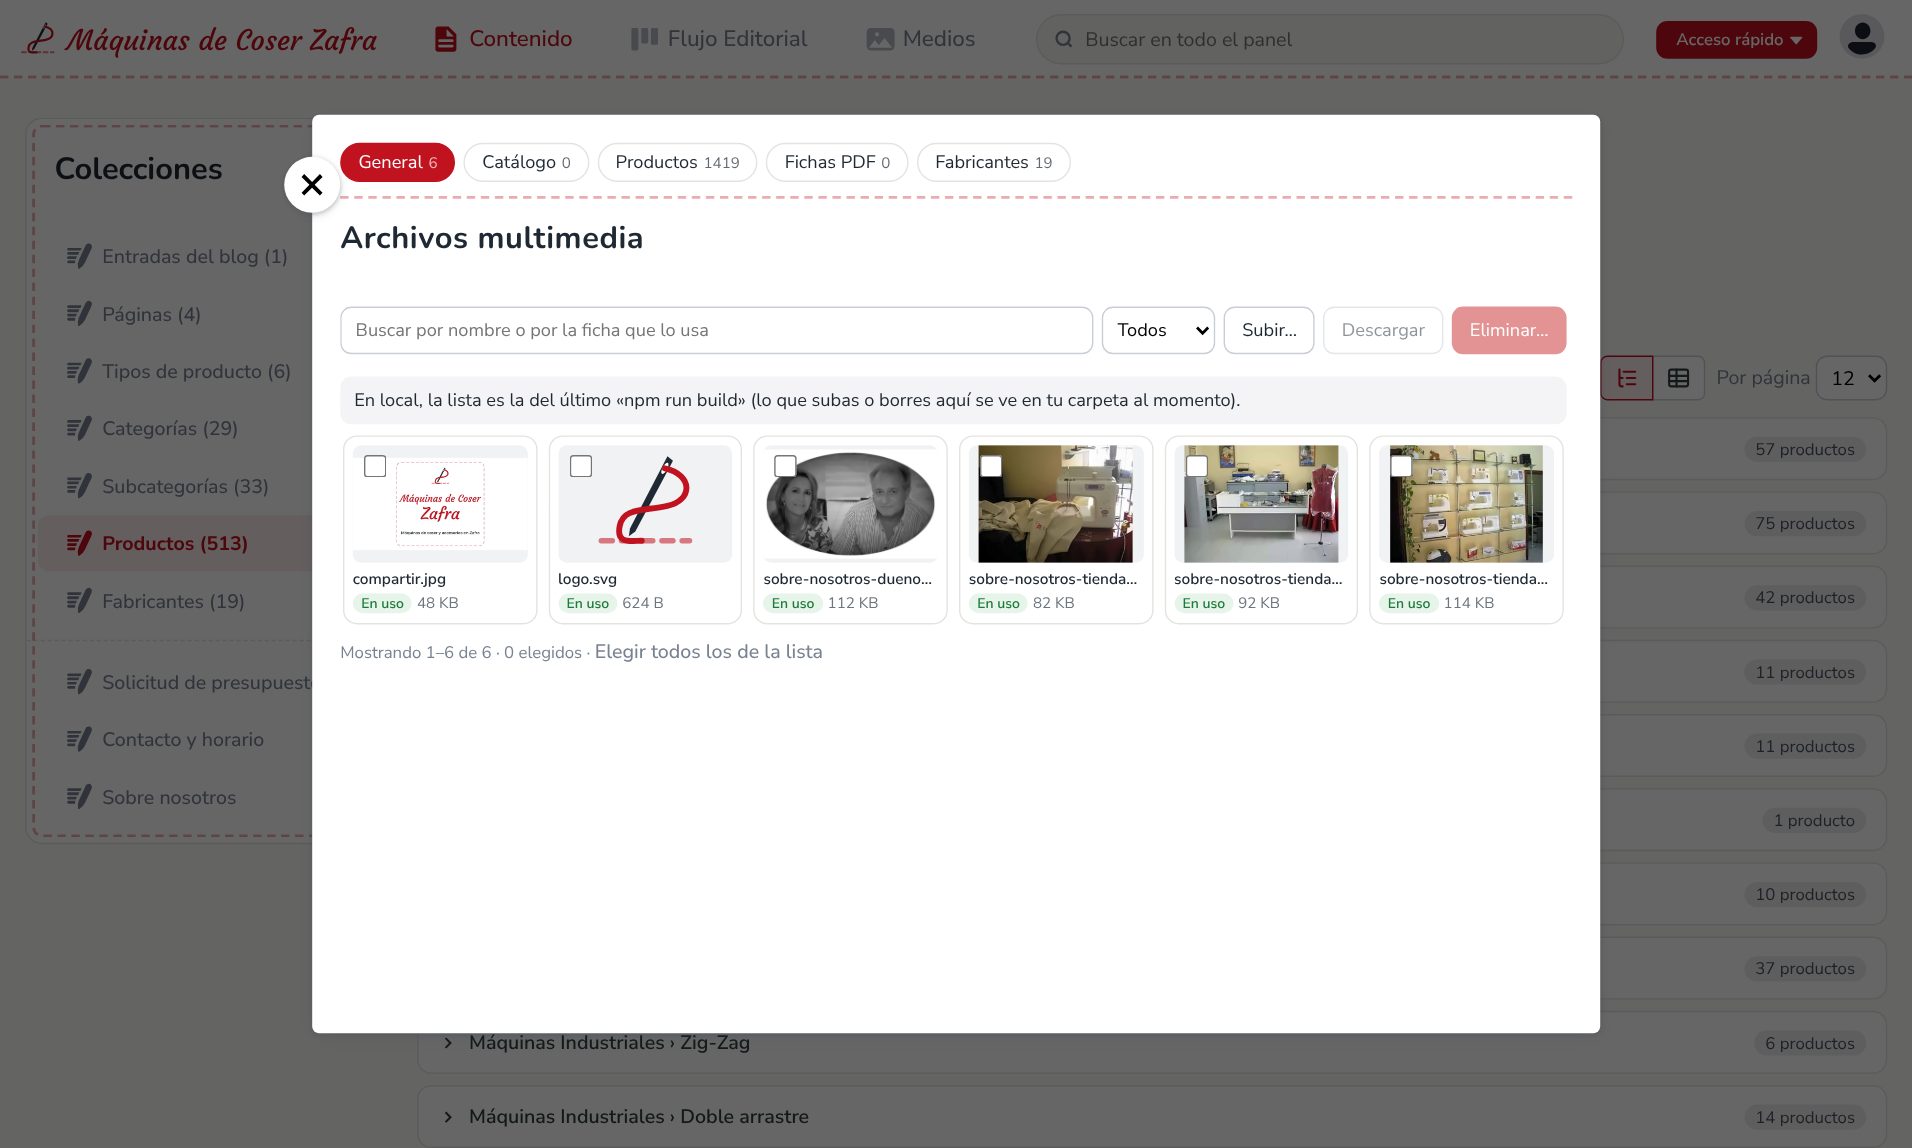 Máquinas de Coser Zafra
Contenido
Flujo Editorial
Medios
Buscar en todo el panel
Acceso rápido
Colecciones
Entradas del blog (1)
Páginas (4)
Tipos de producto (6)
Categorías (29)
Subcategorías (33)
Productos (513)
Fabricantes (19)
Solicitud de presupuesto
Contacto y horario
Sobre nosotros
General 6
Catálogo 0
Productos 1419
Fichas PDF 0
Fabricantes 19
Archivos multimedia
Buscar por nombre o por la ficha que lo usa
Todos
Subir...
Descargar
Eliminar...
En local, la lista es la del último «npm run build» (lo que subas o borres aquí se ve en tu carpeta al momento).
Máquinas de Coser
Zafra
Máquinas de coser y accesorios en Zafra
compartir.jpg
En uso 48 KB
logo.svg
En uso 624 B
sobre-nosotros-dueno...
En uso 112 KB
sobre-nosotros-tienda...
En uso 82 KB
sobre-nosotros-tienda...
En uso 92 KB
sobre-nosotros-tienda...
En uso 114 KB
Mostrando 1–6 de 6 · 0 elegidos · Elegir todos los de la lista
Por página
12
57 productos
75 productos
42 productos
11 productos
11 productos
1 producto
10 productos
37 productos
Máquinas Industriales › Zig-Zag
6 productos
Máquinas Industriales › Doble arrastre
14 productos